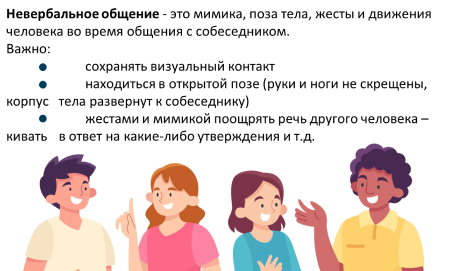 Невербальное общение - это мимика, поза тела, жесты и движения
человека во время общения с собеседником.
Важно:
● сохранять визуальный контакт
● находиться в открытой позе (руки и ноги не скрещены,
корпус тела развернут к собеседнику)
● жестами и мимикой поощрять речь другого человека –
кивать в ответ на какие-либо утверждения и т.д.